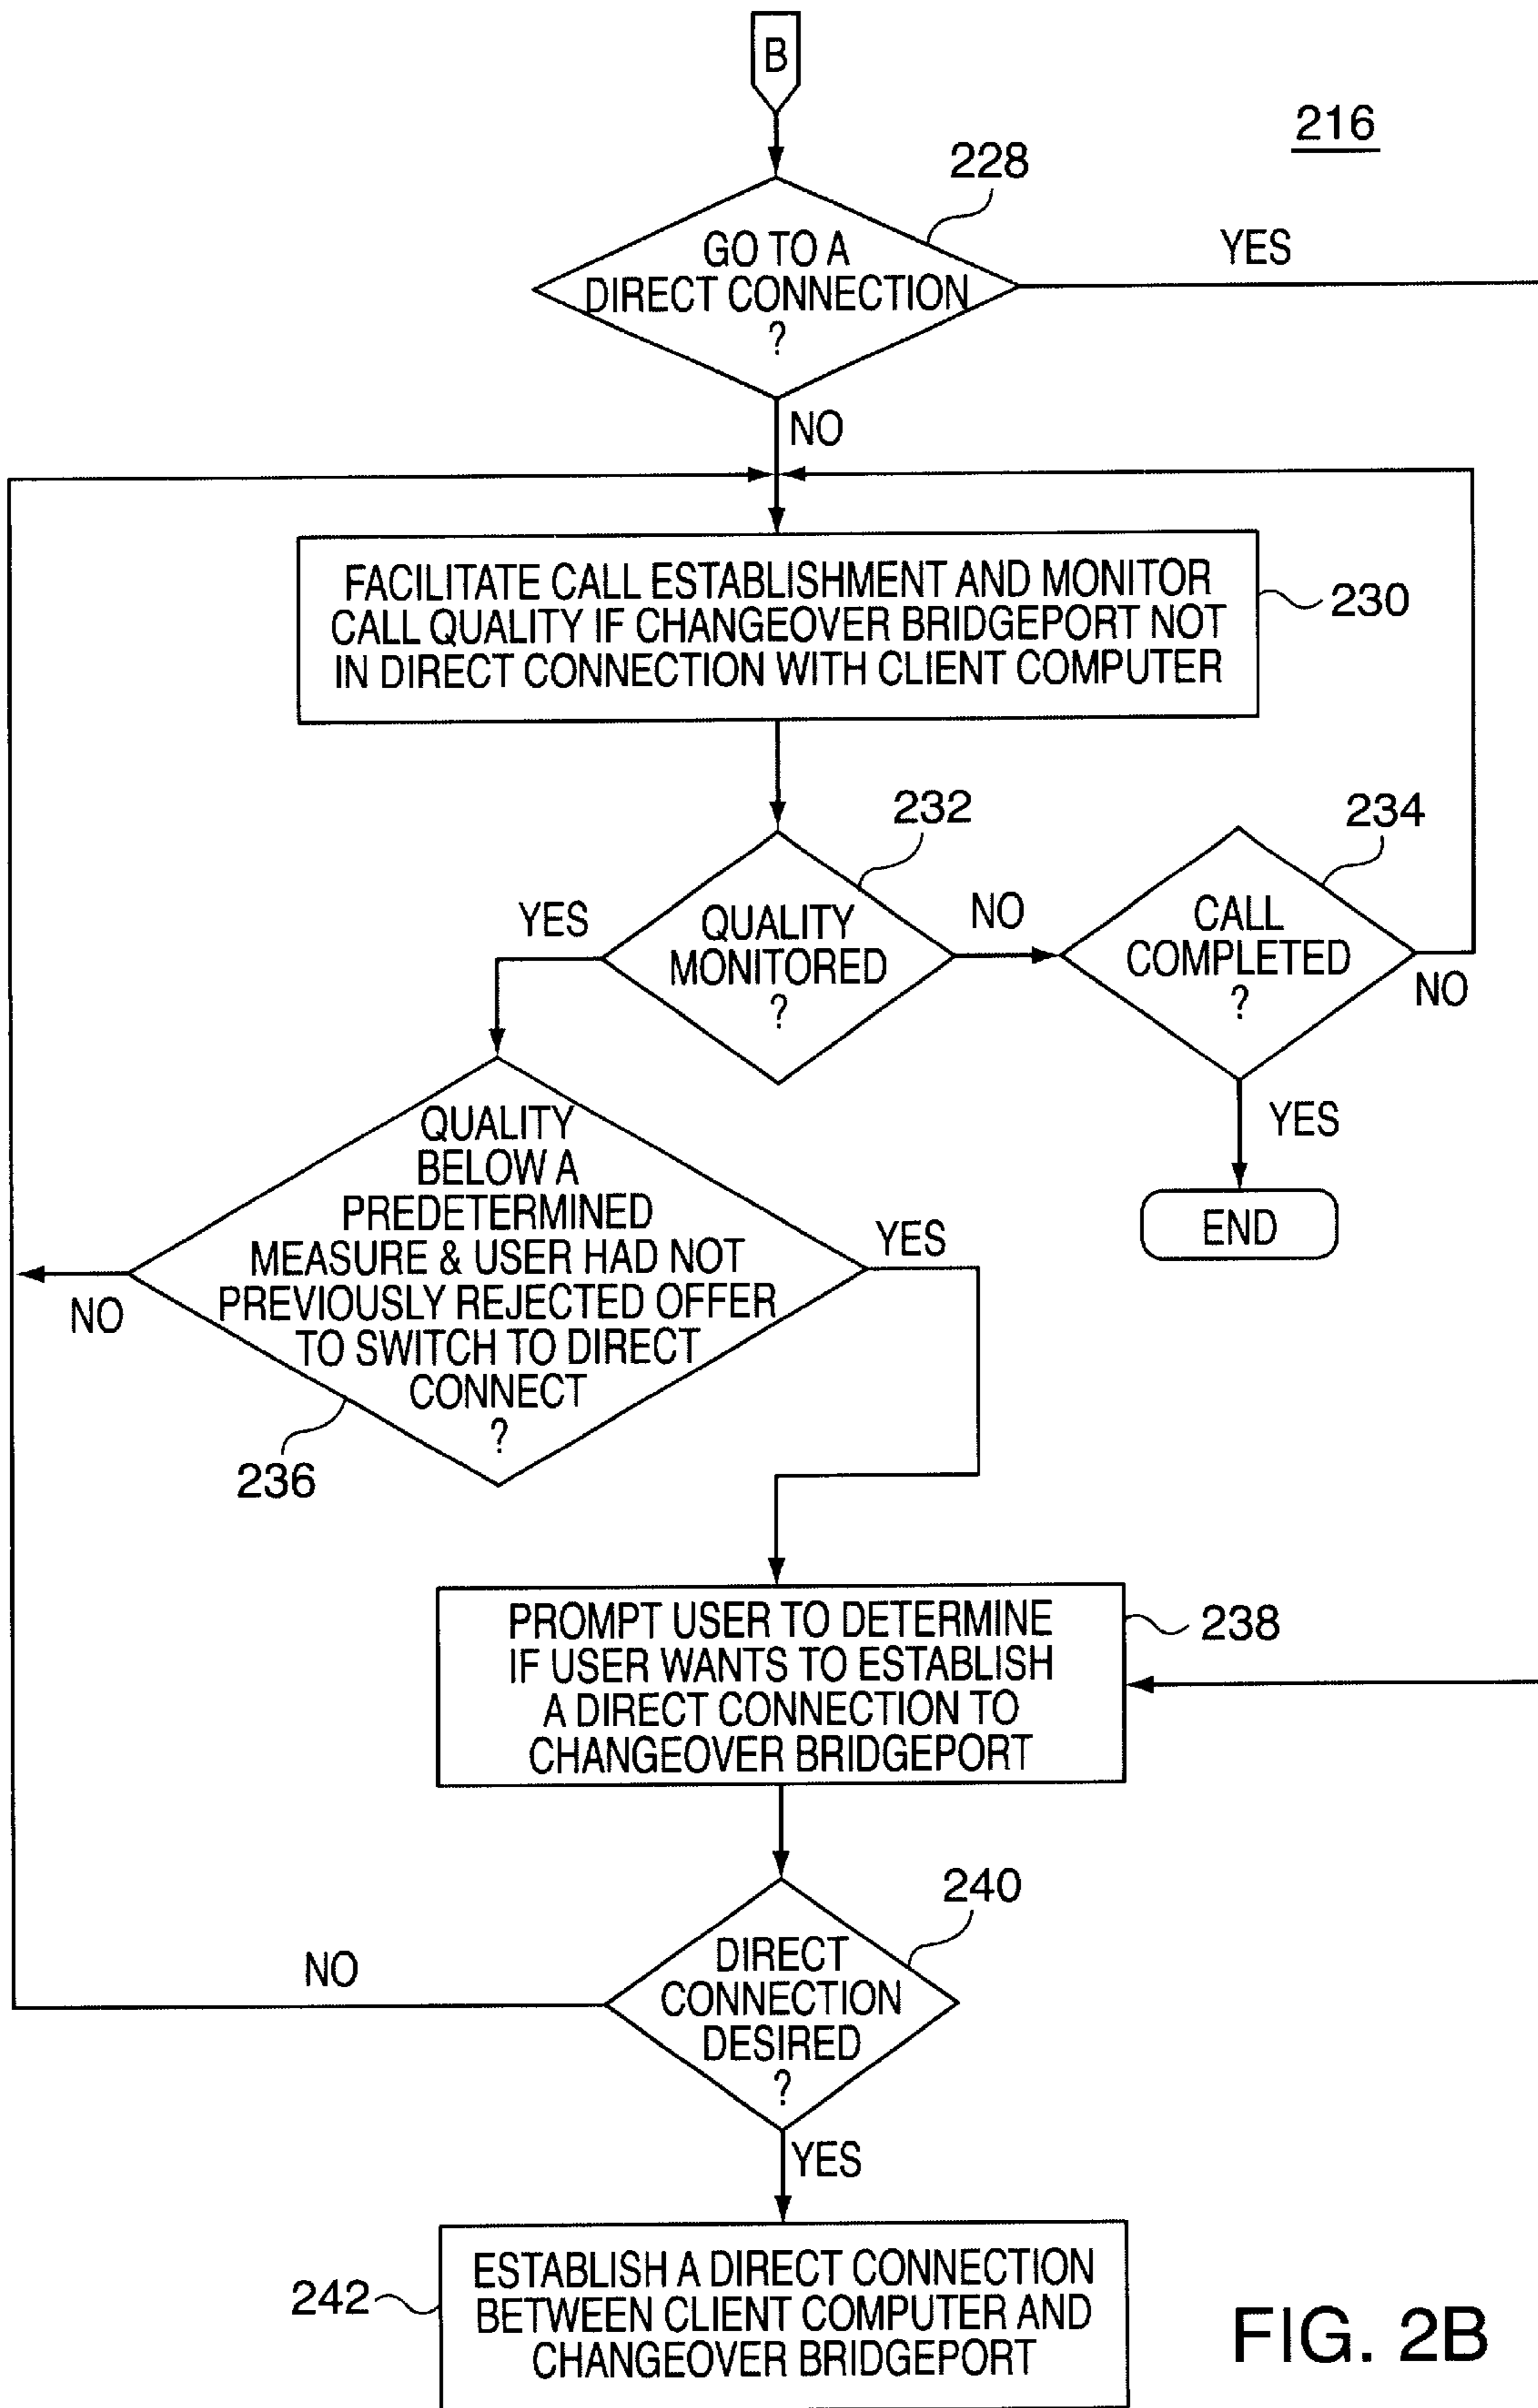 B
216
228
GO TO A
DIRECT CONNECTION
?
YES
NO
FACILITATE CALL ESTABLISHMENT AND MONITOR
CALL QUALITY IF CHANGEOVER BRIDGEPORT NOT
IN DIRECT CONNECTION WITH CLIENT COMPUTER
230
232
QUALITY
MONITORED
?
YES
NO
234
CALL
COMPLETED
?
NO
YES
END
QUALITY
BELOW A
PREDETERMINED
MEASURE & USER HAD NOT
PREVIOUSLY REJECTED OFFER
TO SWITCH TO DIRECT
CONNECT
?
YES
NO
236
PROMPT USER TO DETERMINE
IF USER WANTS TO ESTABLISH
A DIRECT CONNECTION TO
CHANGEOVER BRIDGEPORT
238
240
DIRECT
CONNECTION
DESIRED
?
NO
YES
ESTABLISH A DIRECT CONNECTION
BETWEEN CLIENT COMPUTER AND
CHANGEOVER BRIDGEPORT
242
FIG. 2B